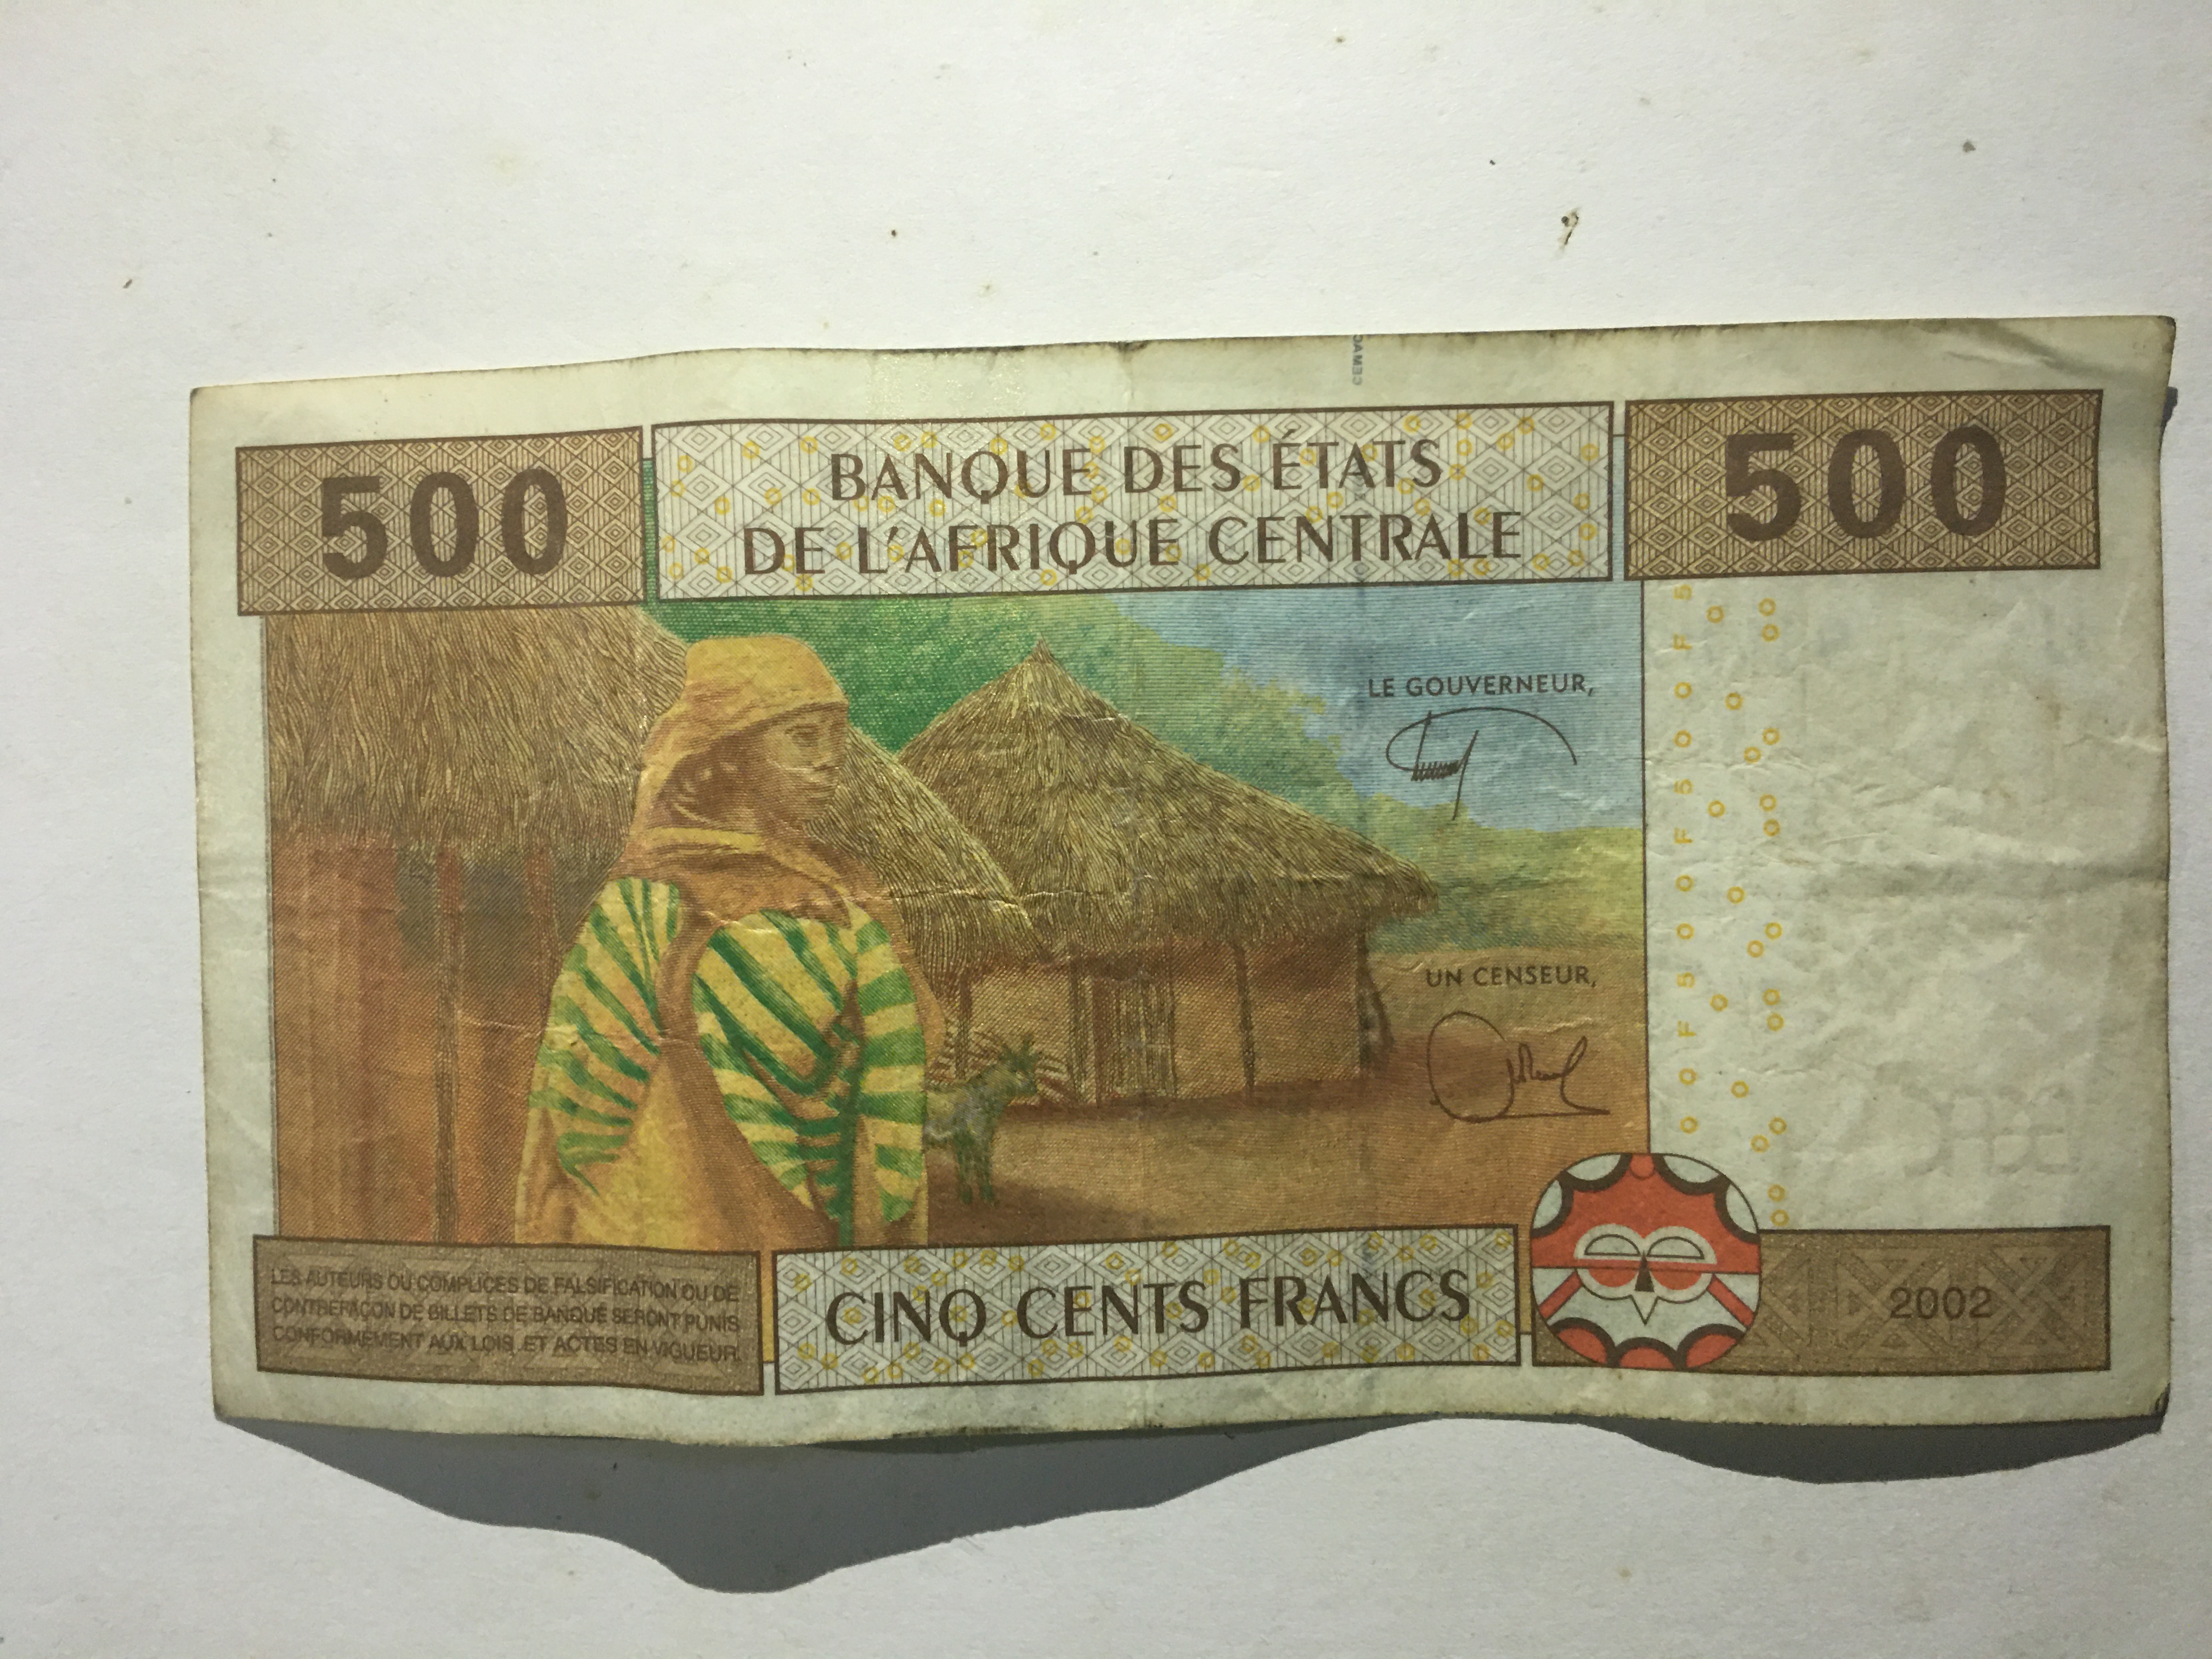 500
BANQUE DES ÉTATS
DE L'AFRIQUE CENTRALE
500
CEMAC
LE GOUVERNEUR,
UN CENSEUR,
00F500F500F5
LES AUTEURS OU COMPLICES DE FALSIFICATION OU DE
CONTREFAÇON DE BILLETS DE BANQUE SERONT PUNIS
CONFORMÉMENT AUX LOIS ET ACTES EN VIGUEUR
CINQ CENTS FRANCS
2002